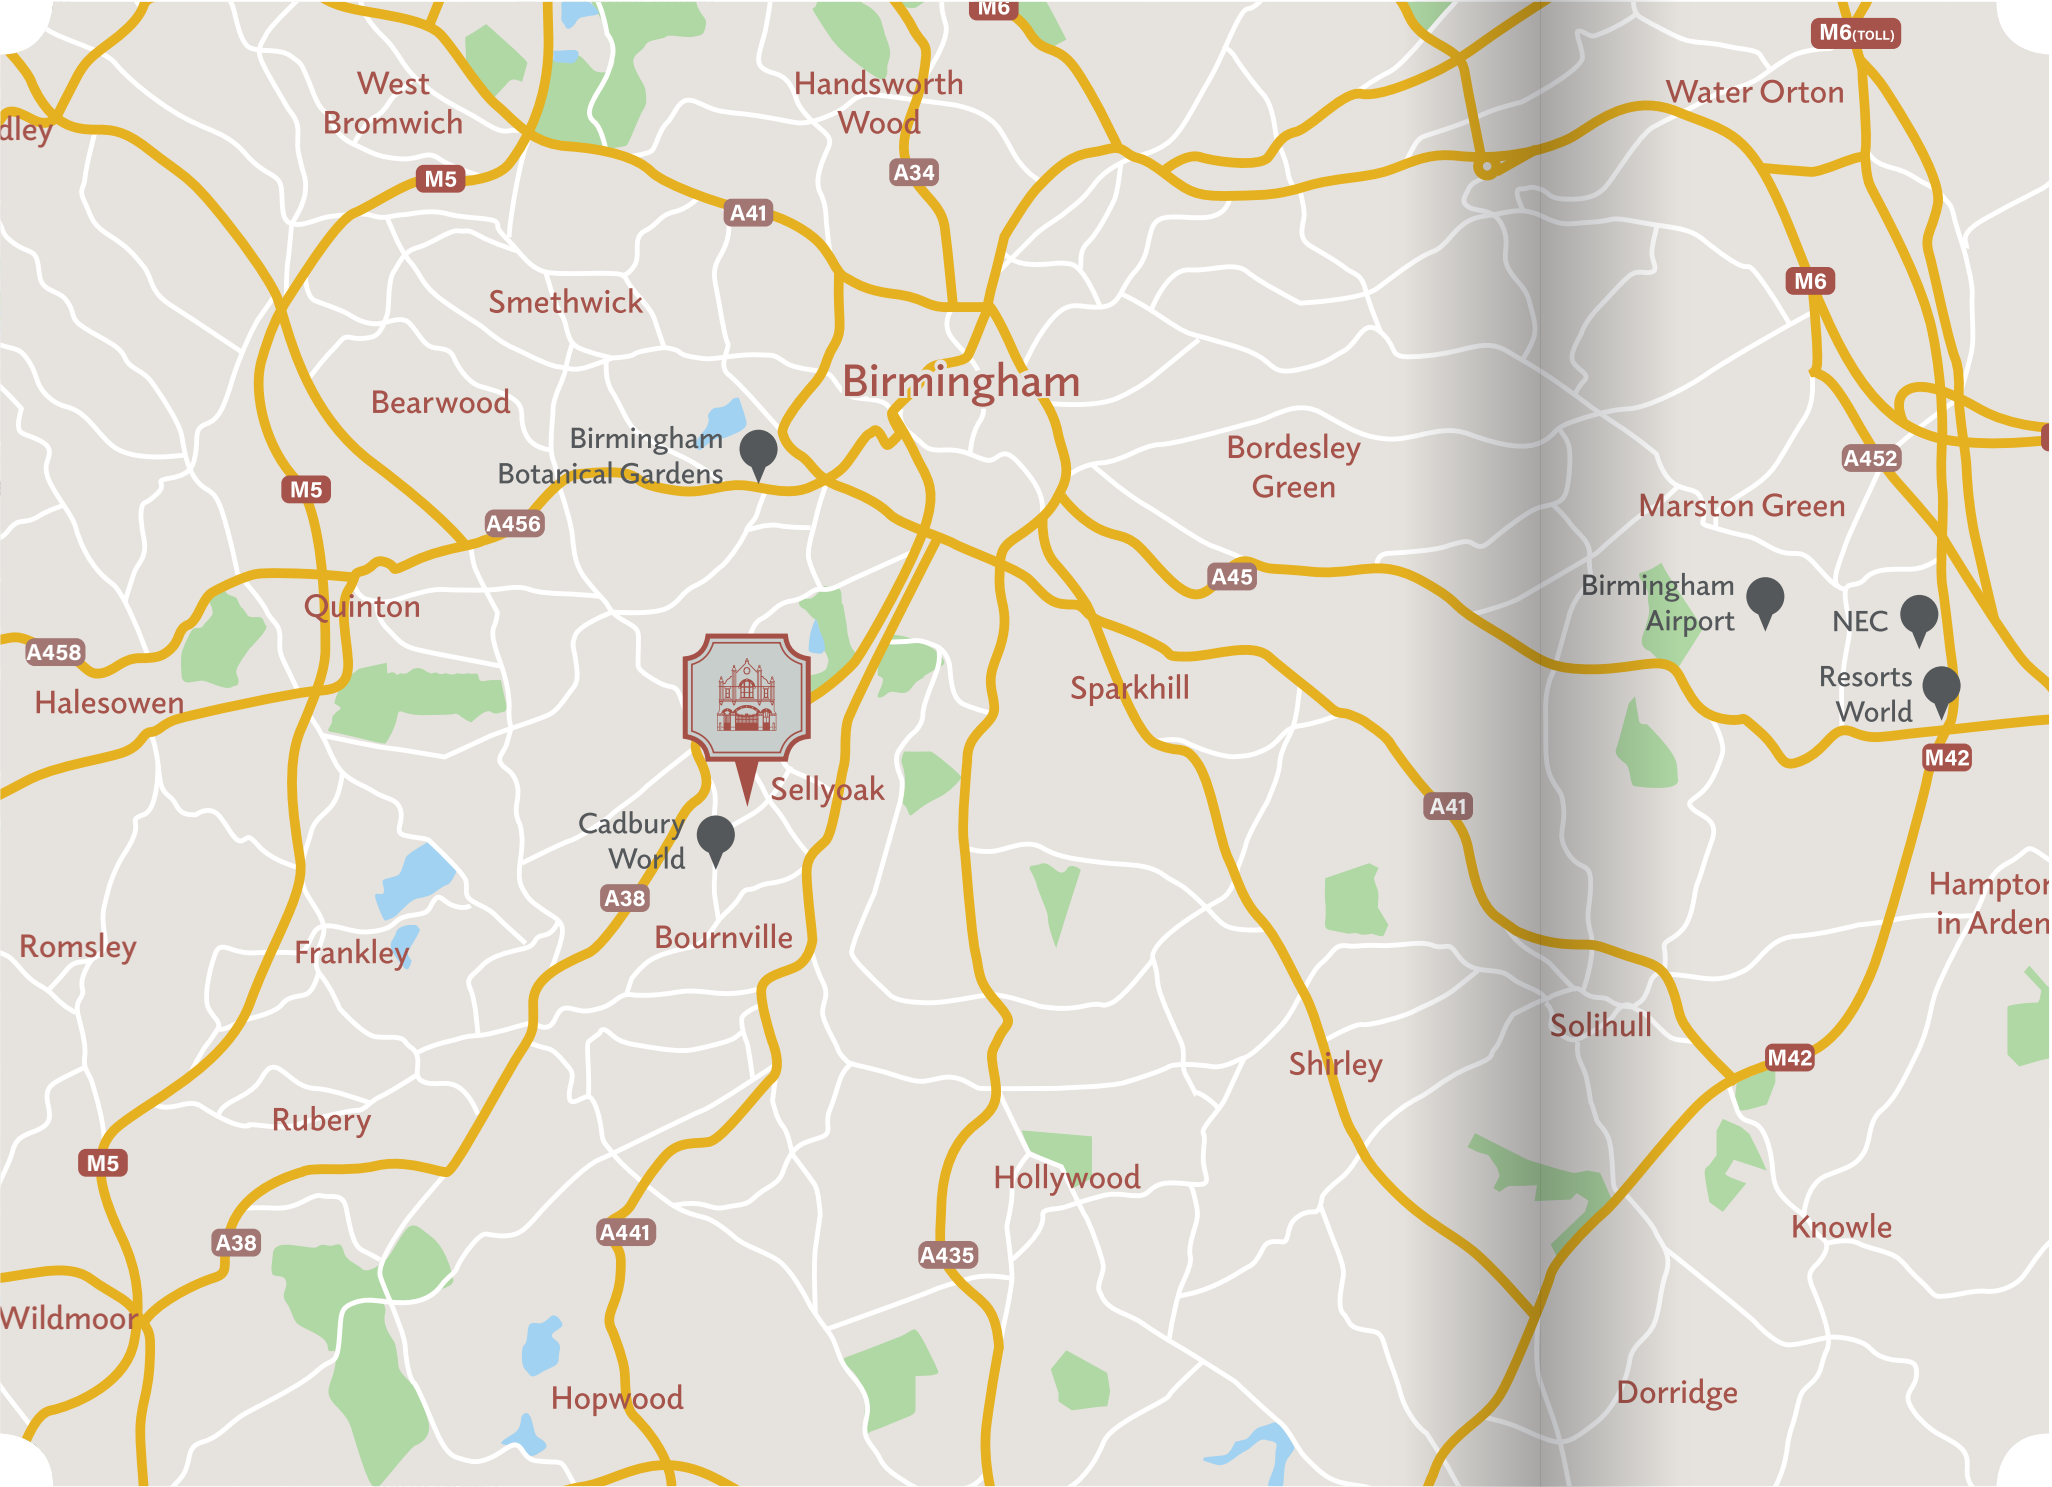 M6
M6(TOLL)
West
Bromwich
Handsworth
Wood
Water Orton
dley
M5
A34
A41
M6
Smethwick
Birmingham
Bearwood
Birmingham
Botanical Gardens
Bordesley
Green
A452
M5
A456
Marston Green
A45
Birmingham
Airport
NEC
Quinton
A458
Halesowen
Sparkhill
Resorts
World
M42
Sellyoak
A41
Cadbury
World
A38
Hampton
in Arden
Bournville
Romsley
Frankley
Solihull
Shirley
M42
Rubery
M5
Hollywood
A38
A441
A435
Knowle
Wildmoor
Hopwood
Dorridge